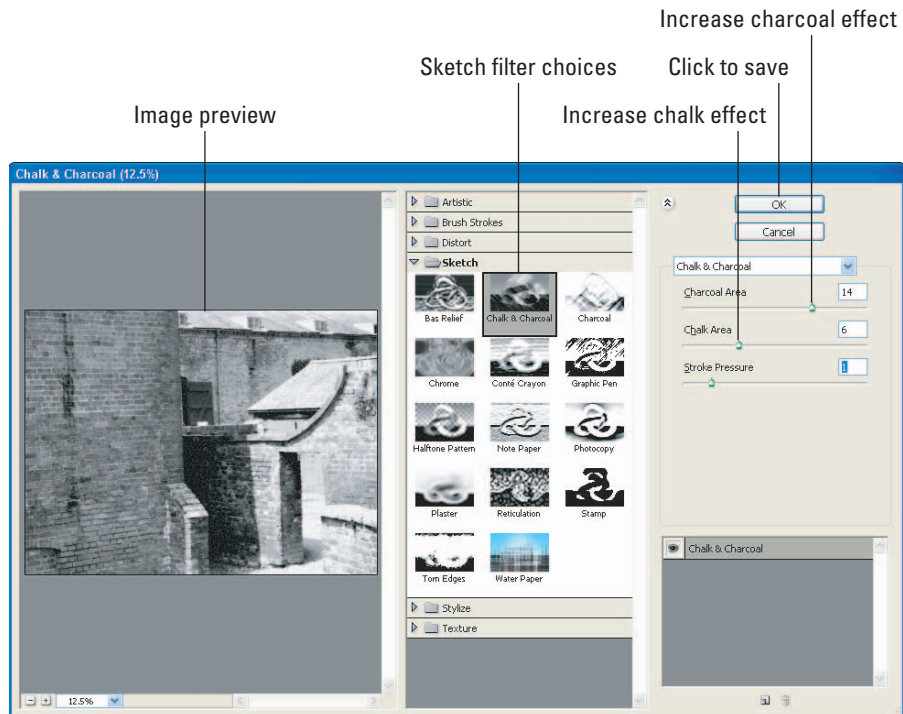 Increase charcoal effect
Sketch filter choices
Click to save
Image preview
Increase chalk effect
Chalk & Charcoal (12.5%)
Artistic
Brush Strokes
Distort
Sketch
Bas Relief
Chalk & Charcoal
Charcoal
Chrome
Conté Crayon
Graphic Pen
Halftone Pattern
Note Paper
Photocopy
Plaster
Reticulation
Stamp
Torn Edges
Water Paper
Stylize
Texture
OK
Cancel
Chalk & Charcoal
Charcoal Area
14
Chalk Area
6
Stroke Pressure
1
Chalk & Charcoal
12.5%